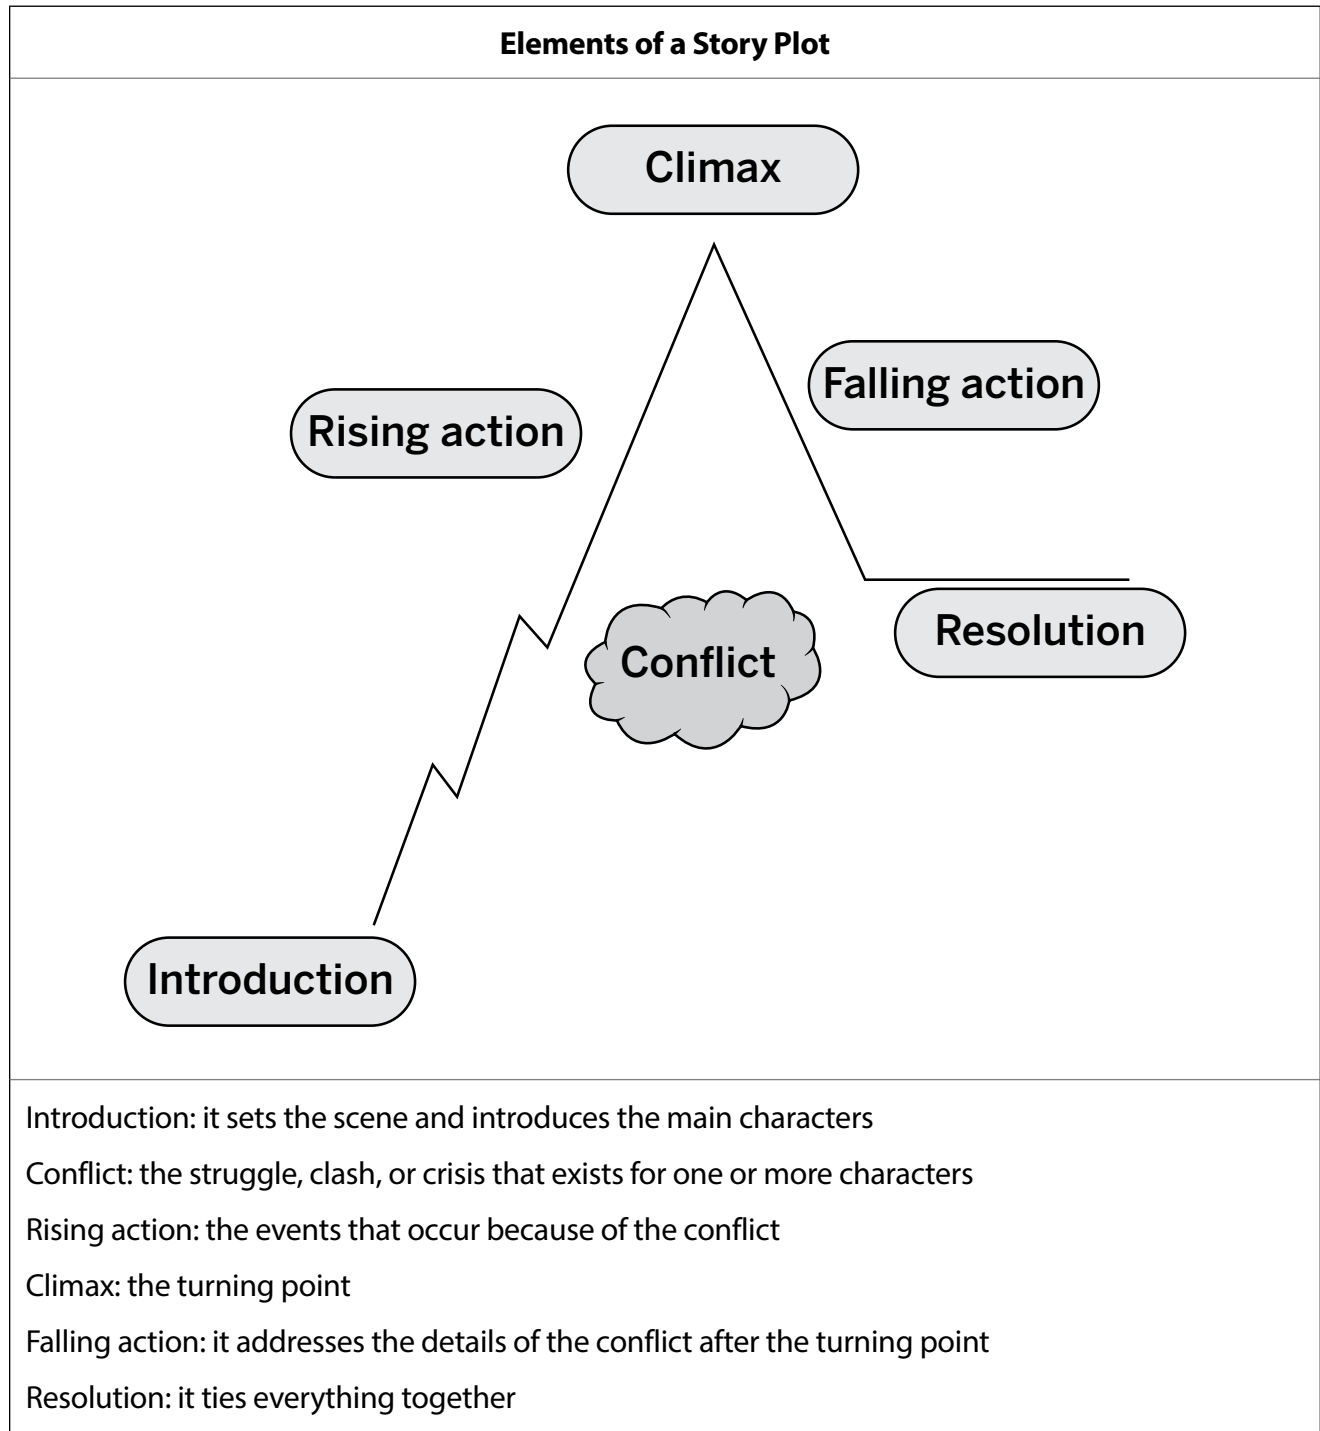 Elements of a Story Plot
Climax
Falling action
Rising action
Resolution
Conflict
Introduction
Introduction: it sets the scene and introduces the main characters
Conflict: the struggle, clash, or crisis that exists for one or more characters
Rising action: the events that occur because of the conflict
Climax: the turning point
Falling action: it addresses the details of the conflict after the turning point
Resolution: it ties everything together